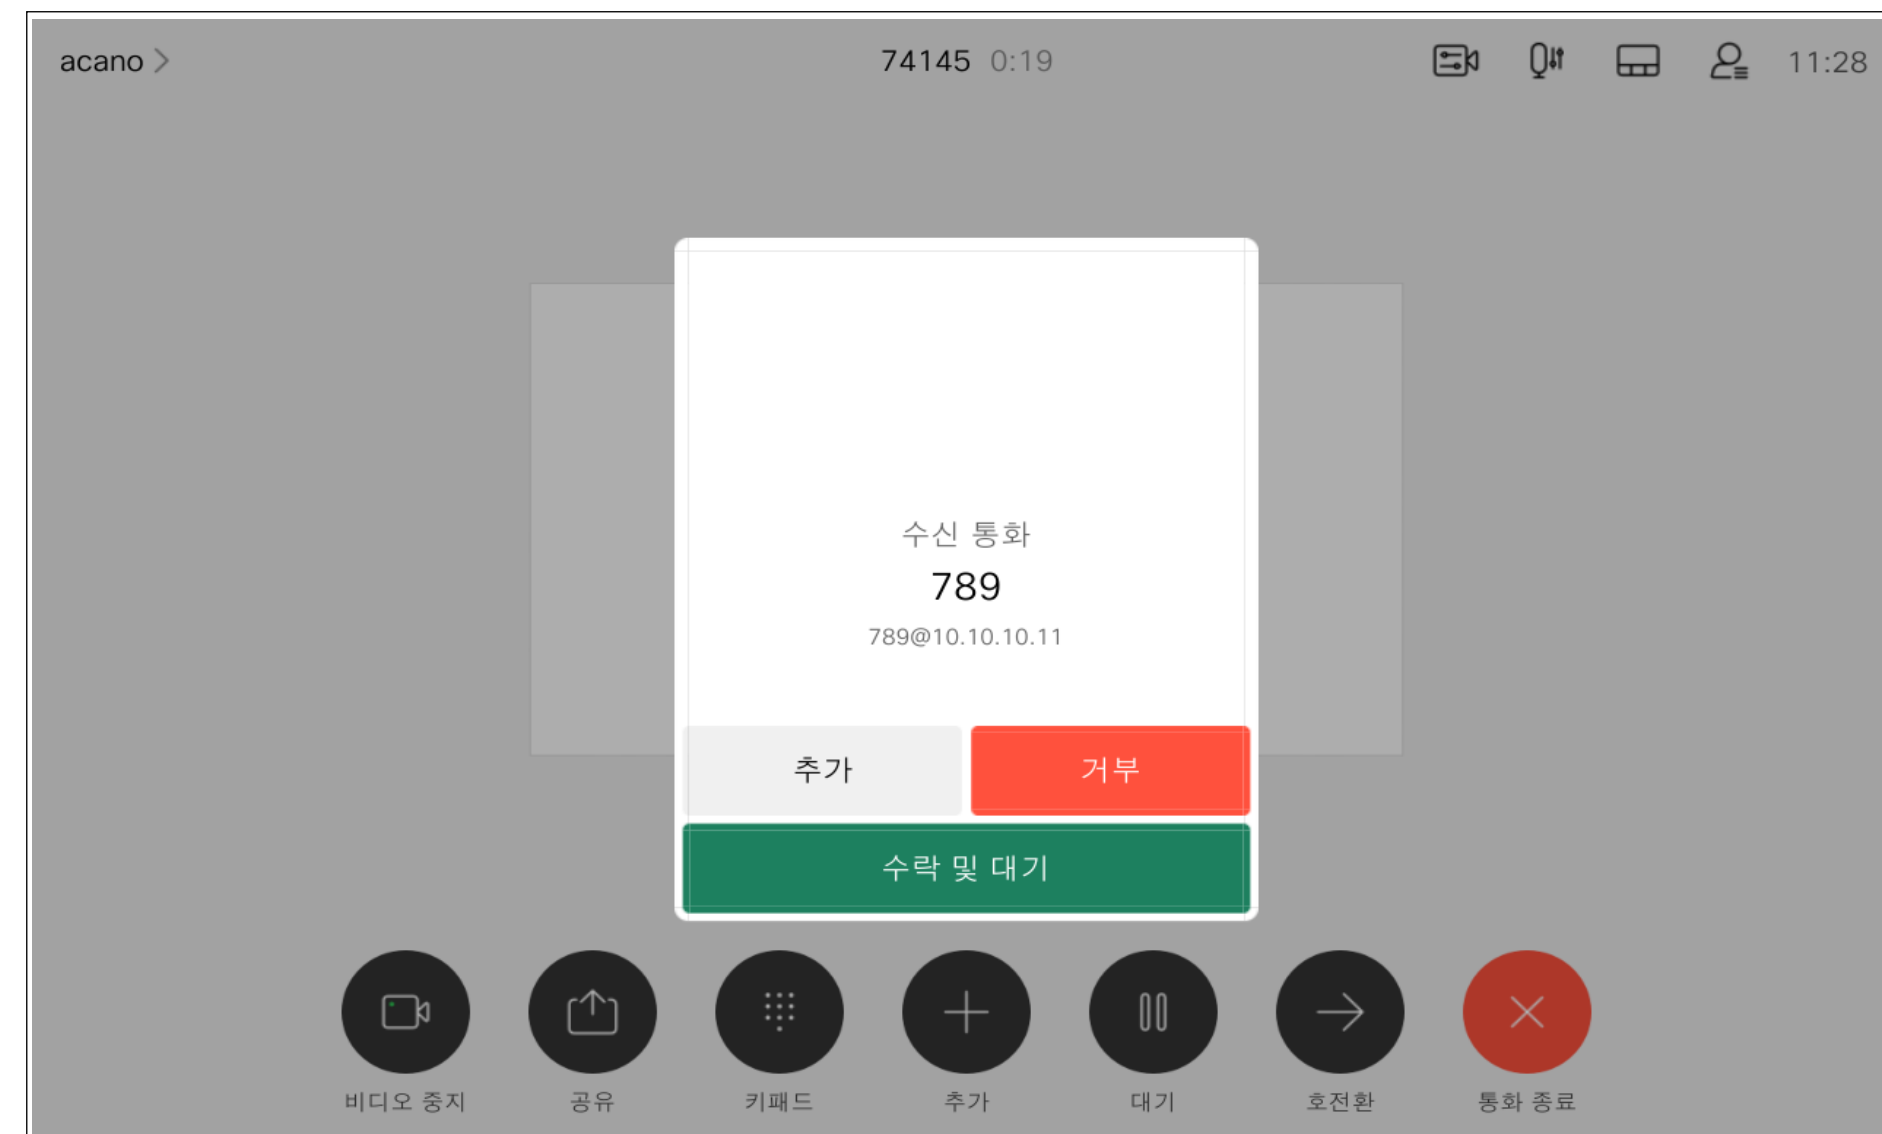 acano
74145 0:19
11:28
수신 통화
789
789@10.10.10.11
추가
거부
수락 및 대기
비디오 중지
공유
키패드
추가
대기
호전환
통화 종료